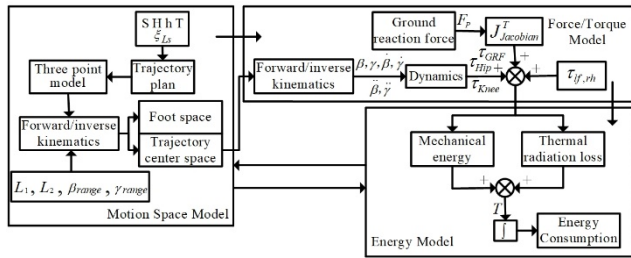 S H h T
ξLs
Trajectory
plan
Three point
model
Forward/inverse
kinematics
Foot space
Trajectory
center space
L1, L2, βrange, γrange
Motion Space Model
Ground
reaction force
FP
J^T Jacobian
Force/Torque
Model
Forward/inverse
kinematics
β, γ, β̇, γ̇
β̈, γ̈
Dynamics
τGRF
τHip
τKnee
+
+
+
τlf,rh
Mechanical
energy
Thermal
radiation loss
+
+
T
∫
Energy
Consumption
Energy Model